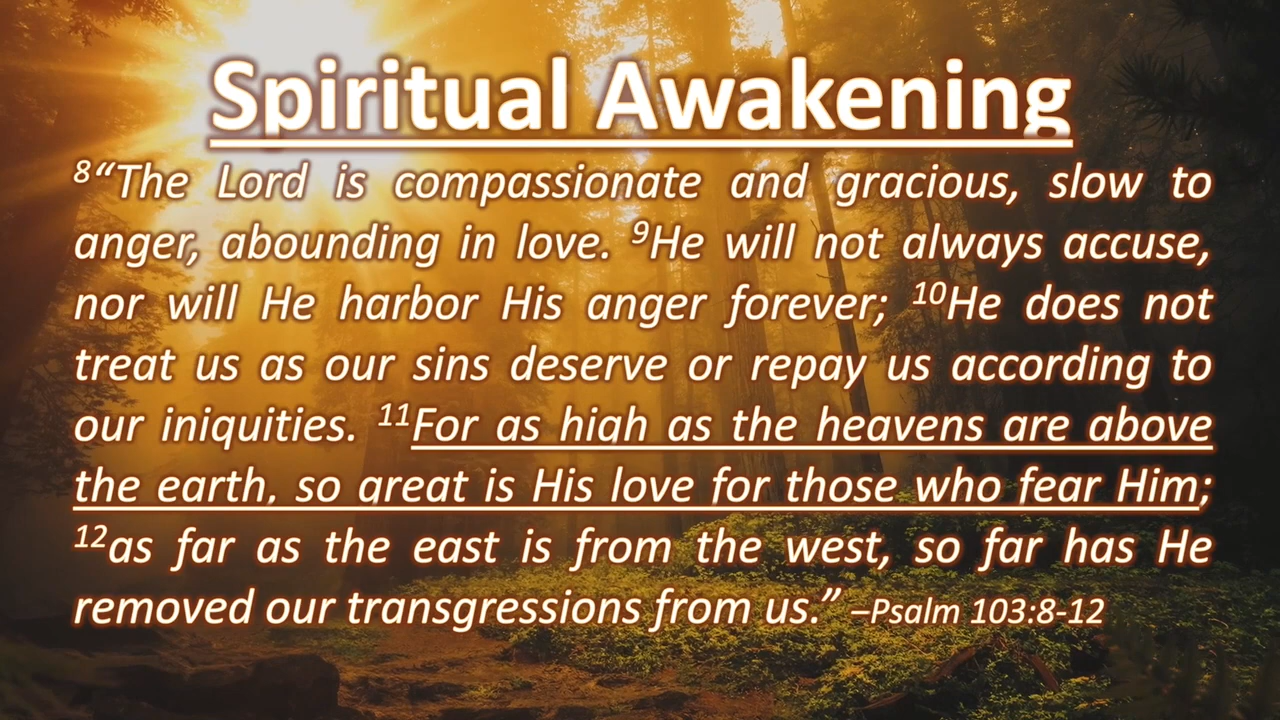 Spiritual Awakening
⁸“The Lord is compassionate and gracious, slow to
anger, abounding in love. ⁹He will not always accuse,
nor will He harbor His anger forever; ¹⁰He does not
treat us as our sins deserve or repay us according to
our iniquities. ¹¹For as high as the heavens are above
the earth, so great is His love for those who fear Him;
¹²as far as the east is from the west, so far has He
removed our transgressions from us.” –Psalm 103:8-12